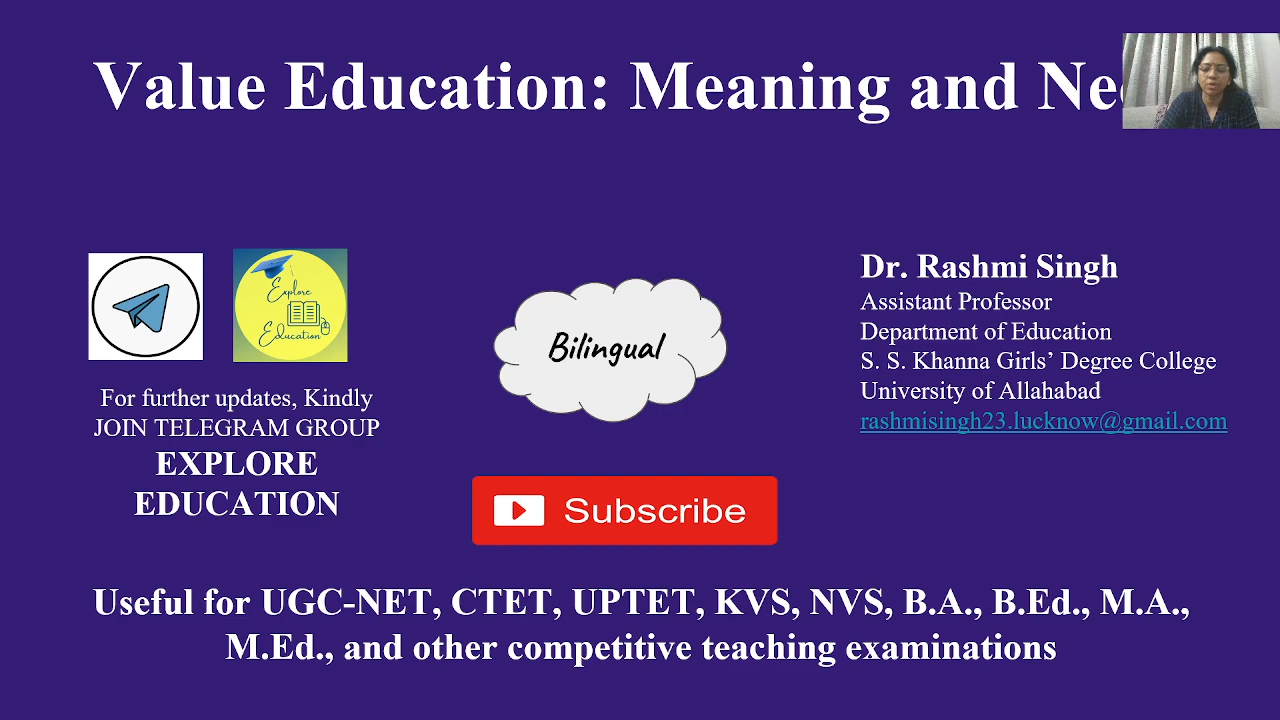 Value Education: Meaning and
Explore
Education
For further updates, Kindly
JOIN TELEGRAM GROUP
EXPLORE
EDUCATION
Bilingual
Subscribe
Dr. Rashmi Singh
Assistant Professor
Department of Education
S. S. Khanna Girls’ Degree College
University of Allahabad
rashmisingh23.lucknow@gmail.com
Useful for UGC-NET, CTET, UPTET, KVS, NVS, B.A., B.Ed., M.A.,
M.Ed., and other competitive teaching examinations